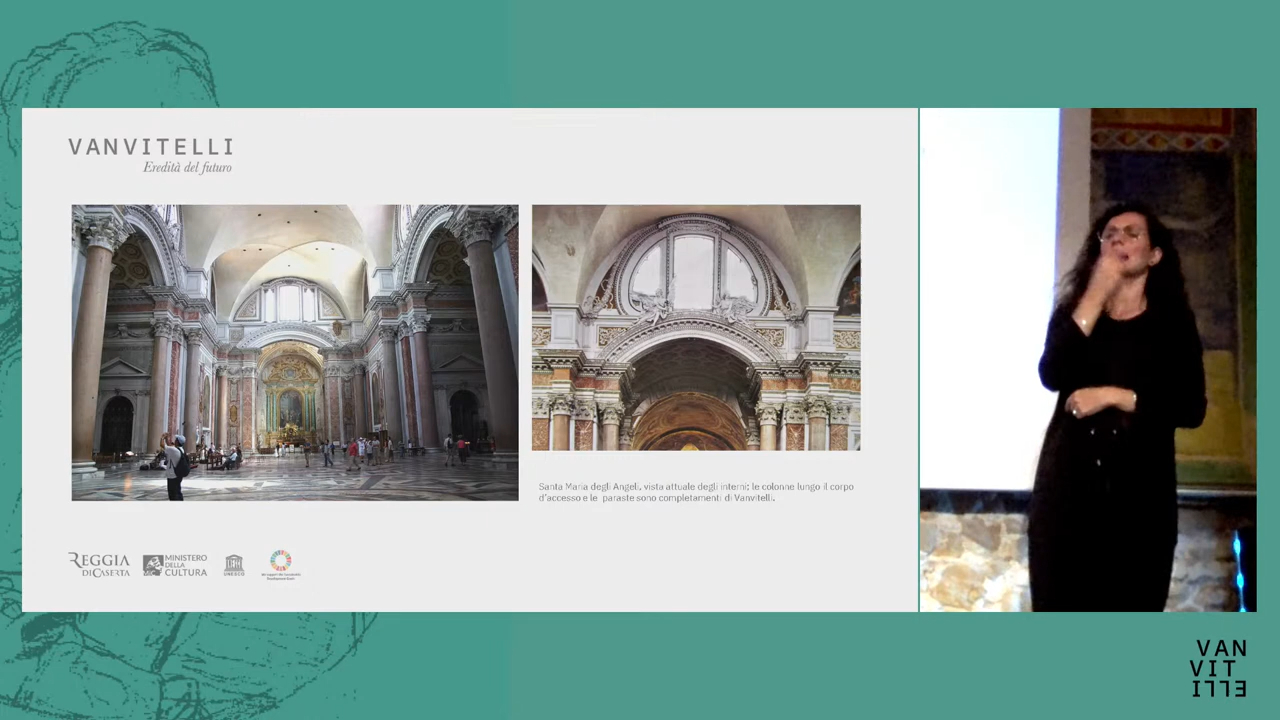 VANVITELLI
Eredità del futuro
Santa Maria degli Angeli, vista attuale degli interni; le colonne lungo il corpo
d'accesso e le paraste sono completamenti di Vanvitelli.
REGGIA
DI CASERTA
MiC
MINISTERO
DELLA
CULTURA
UNESCO
VAN
VIT
ELLI